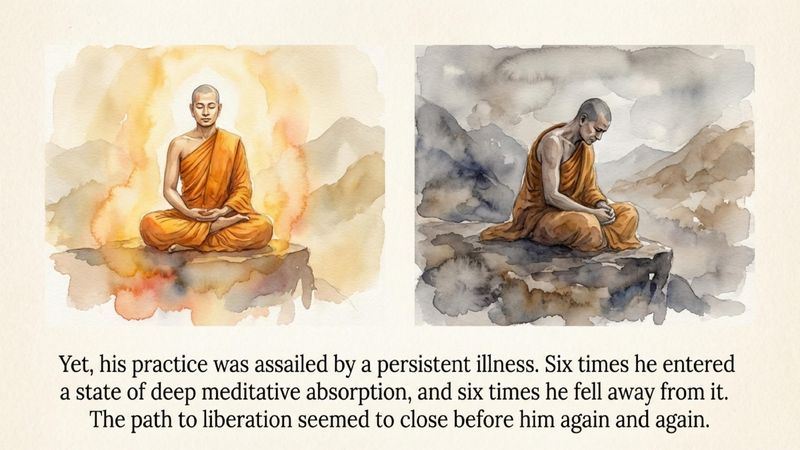 Yet, his practice was assailed by a persistent illness. Six times he entered
a state of deep meditative absorption, and six times he fell away from it.
The path to liberation seemed to close before him again and again.